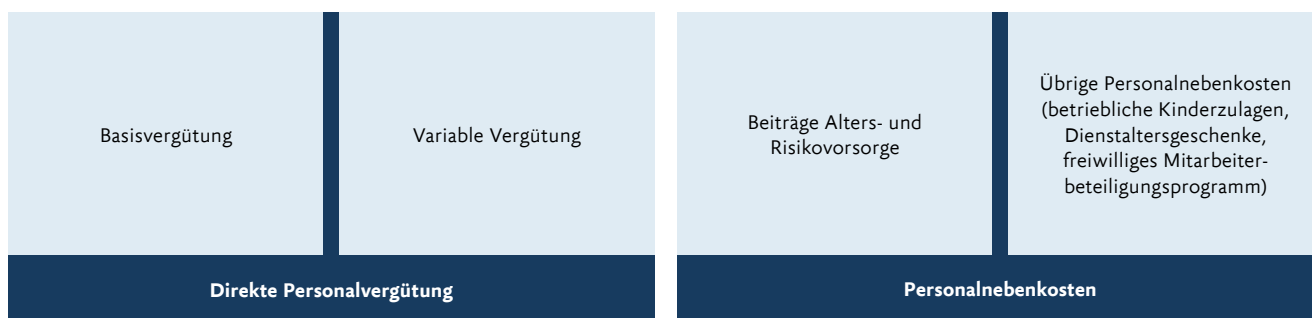 Basisvergütung
Variable Vergütung
Direkte Personalvergütung
Beiträge Alters- und
Risikovorsorge
Übrige Personalnebenkosten
(betriebliche Kinderzulagen,
Dienstaltersgeschenke,
freiwilliges Mitarbeiter-
beteiligungsprogramm)
Personalnebenkosten